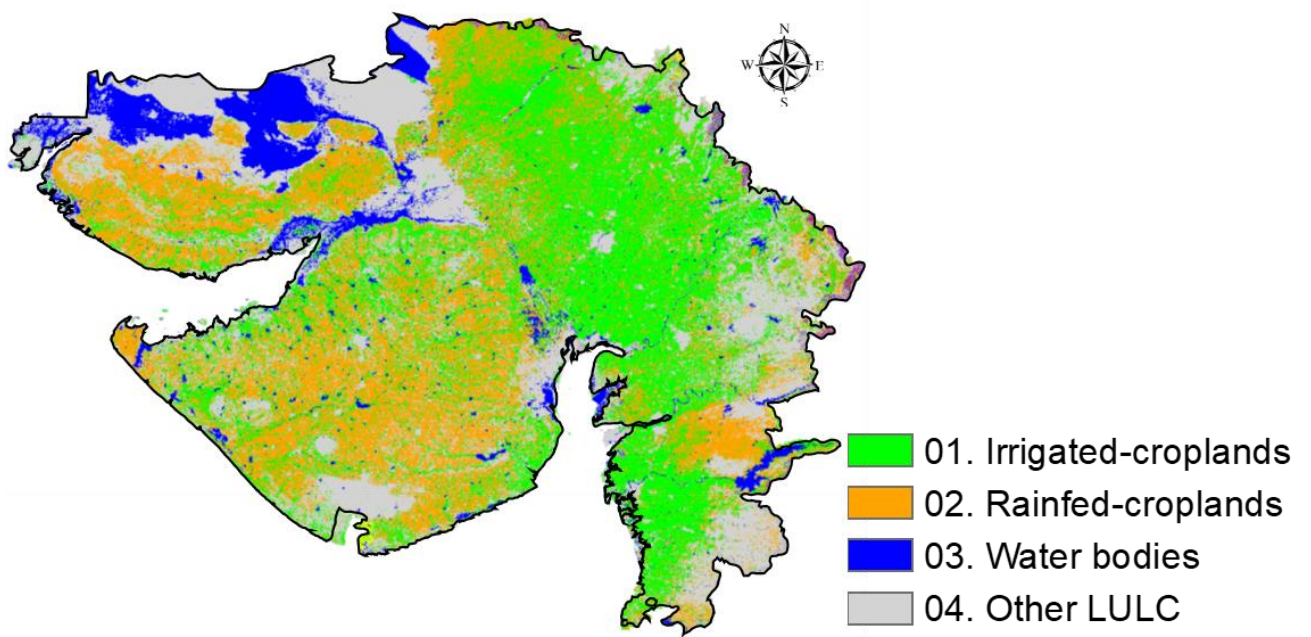 N
W E
S
01. Irrigated-croplands
02. Rainfed-croplands
03. Water bodies
04. Other LULC